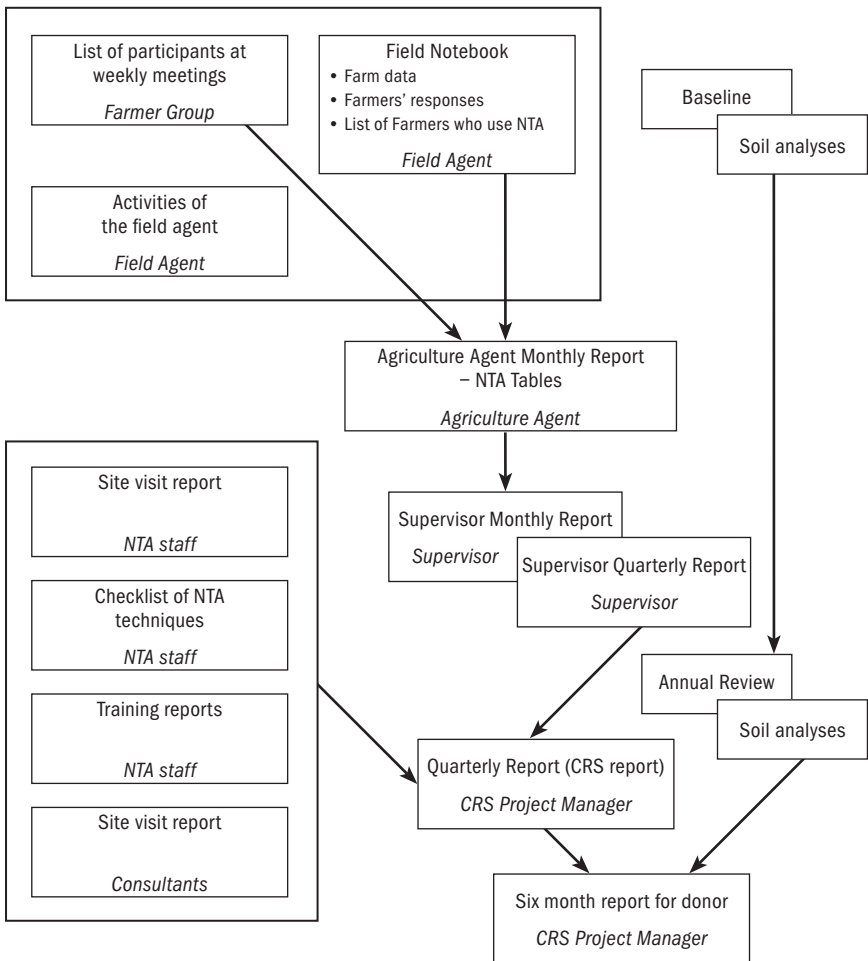 List of participants at
weekly meetings
Farmer Group
Field Notebook
• Farm data
• Farmers' responses
• List of Farmers who use NTA
Field Agent
Baseline
Soil analyses
Activities of
the field agent
Field Agent
Agriculture Agent Monthly Report
– NTA Tables
Agriculture Agent
Site visit report
NTA staff
Checklist of NTA
techniques
NTA staff
Training reports
NTA staff
Site visit report
Consultants
Supervisor Monthly Report
Supervisor
Supervisor Quarterly Report
Supervisor
Annual Review
Soil analyses
Quarterly Report (CRS report)
CRS Project Manager
Six month report for donor
CRS Project Manager